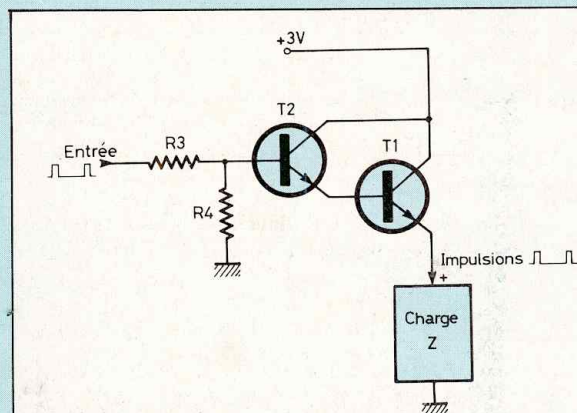 +3V
T2
T1
Entrée
R3
R4
Impulsions
+
Charge
Z